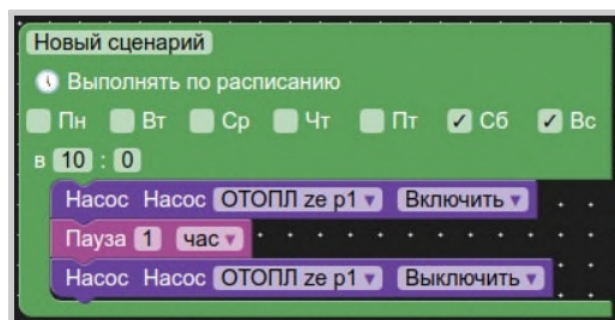 Новый сценарий
Выполнять по расписанию
Пн Вт Ср Чт Пт Сб Вс
в 10 : 0
Насос Насос ОТОПЛ ze p1 Включить
Пауза 1 час
Насос Насос ОТОПЛ ze p1 Выключить